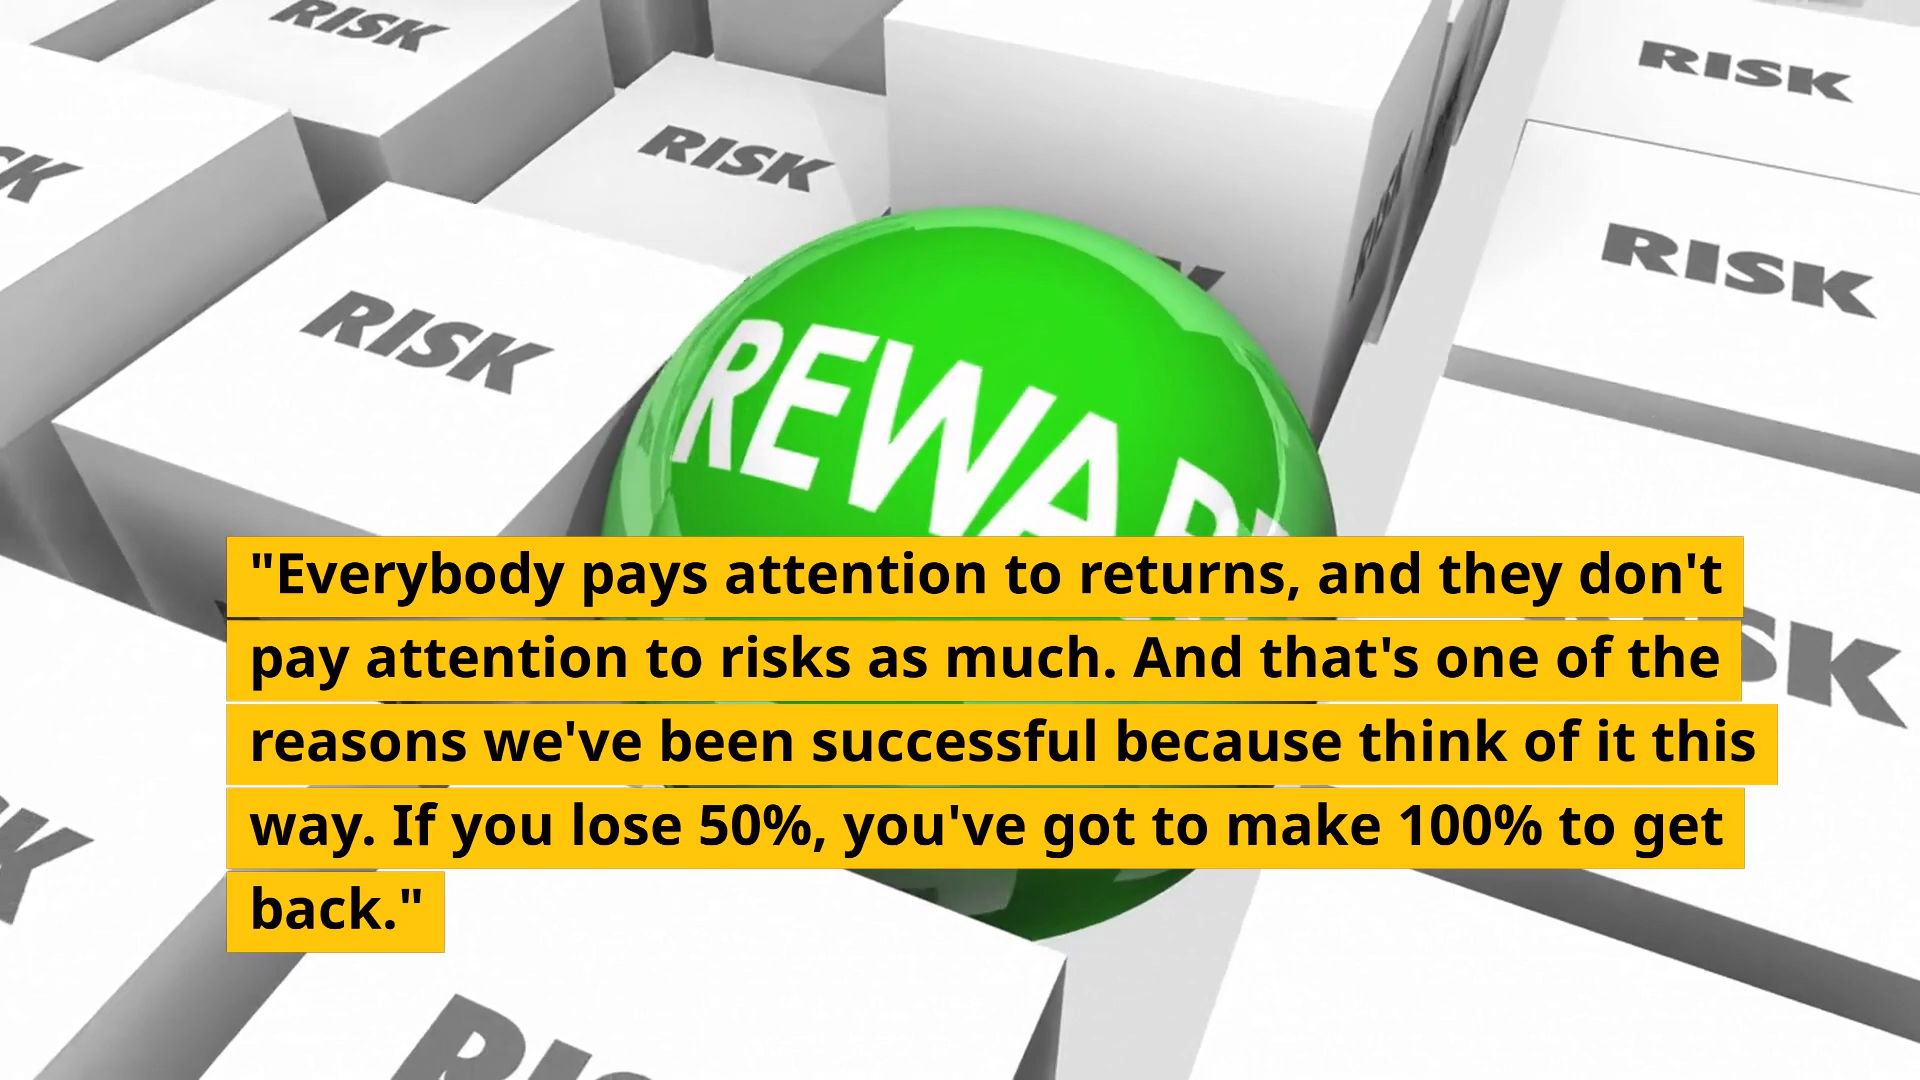 RISK
RISK
RISK
RISK
RISK
REWARD
"Everybody pays attention to returns, and they don't
pay attention to risks as much. And that's one of the
reasons we've been successful because think of it this
way. If you lose 50%, you've got to make 100% to get
back."